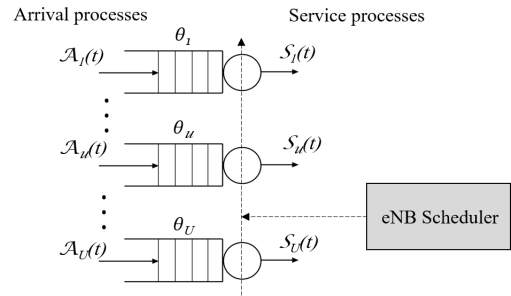 Arrival processes Service processes
θ1
A1(t) S1(t)
θu
Au(t) Su(t)
eNB Scheduler
θU
AU(t) SU(t)